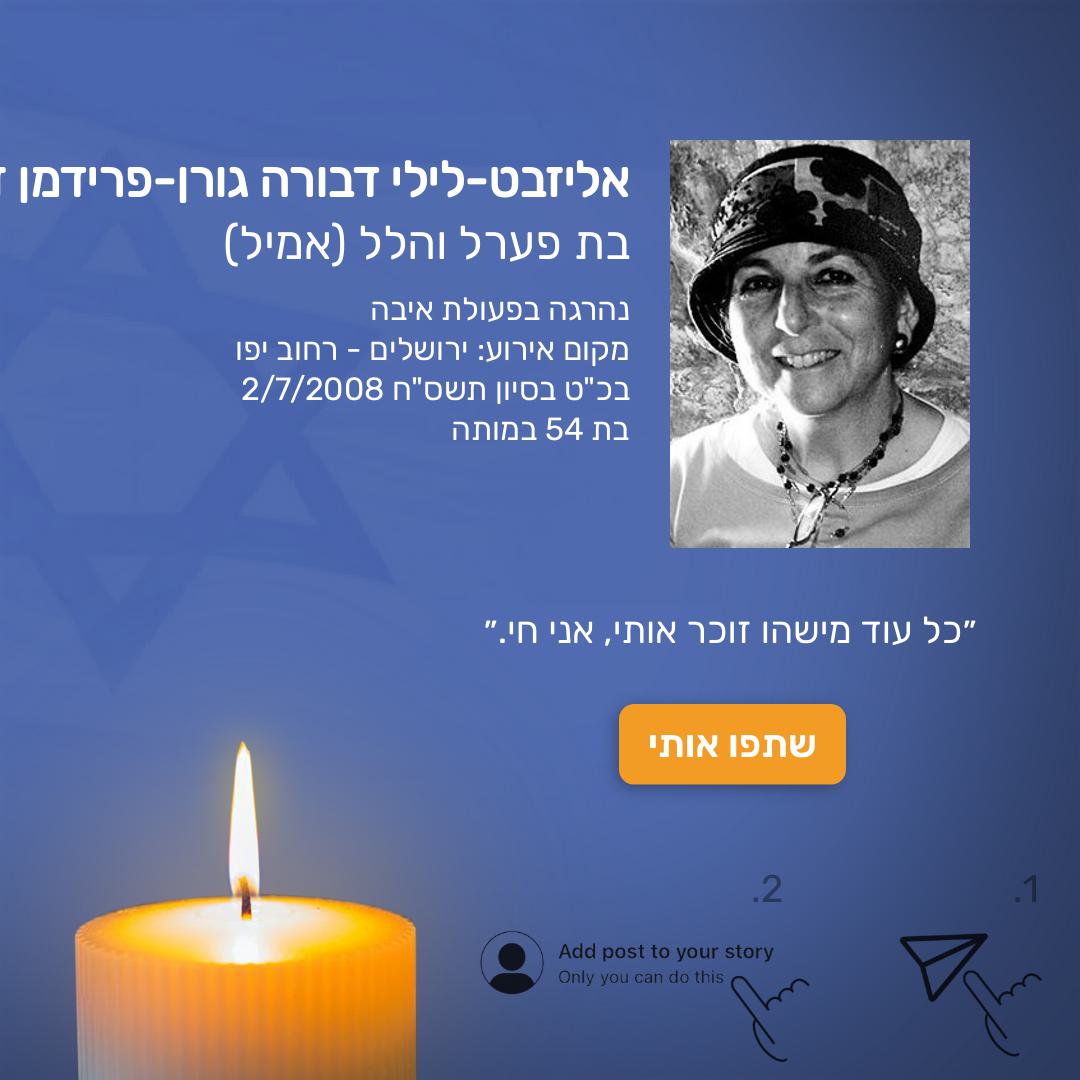 אליזבט-לילי דבורה גורן-פרידמן
בת פערל והלל (אמיל)
נהרגה בפעולת איבה
מקום אירוע: ירושלים - רחוב יפו
בכ"ט בסיון תשס"ח 2/7/2008
בת 54 במותה
״כל עוד מישהו זוכר אותי, אני חי.״
שתפו אותי
1.
2.
Add post to your story
Only you can do this